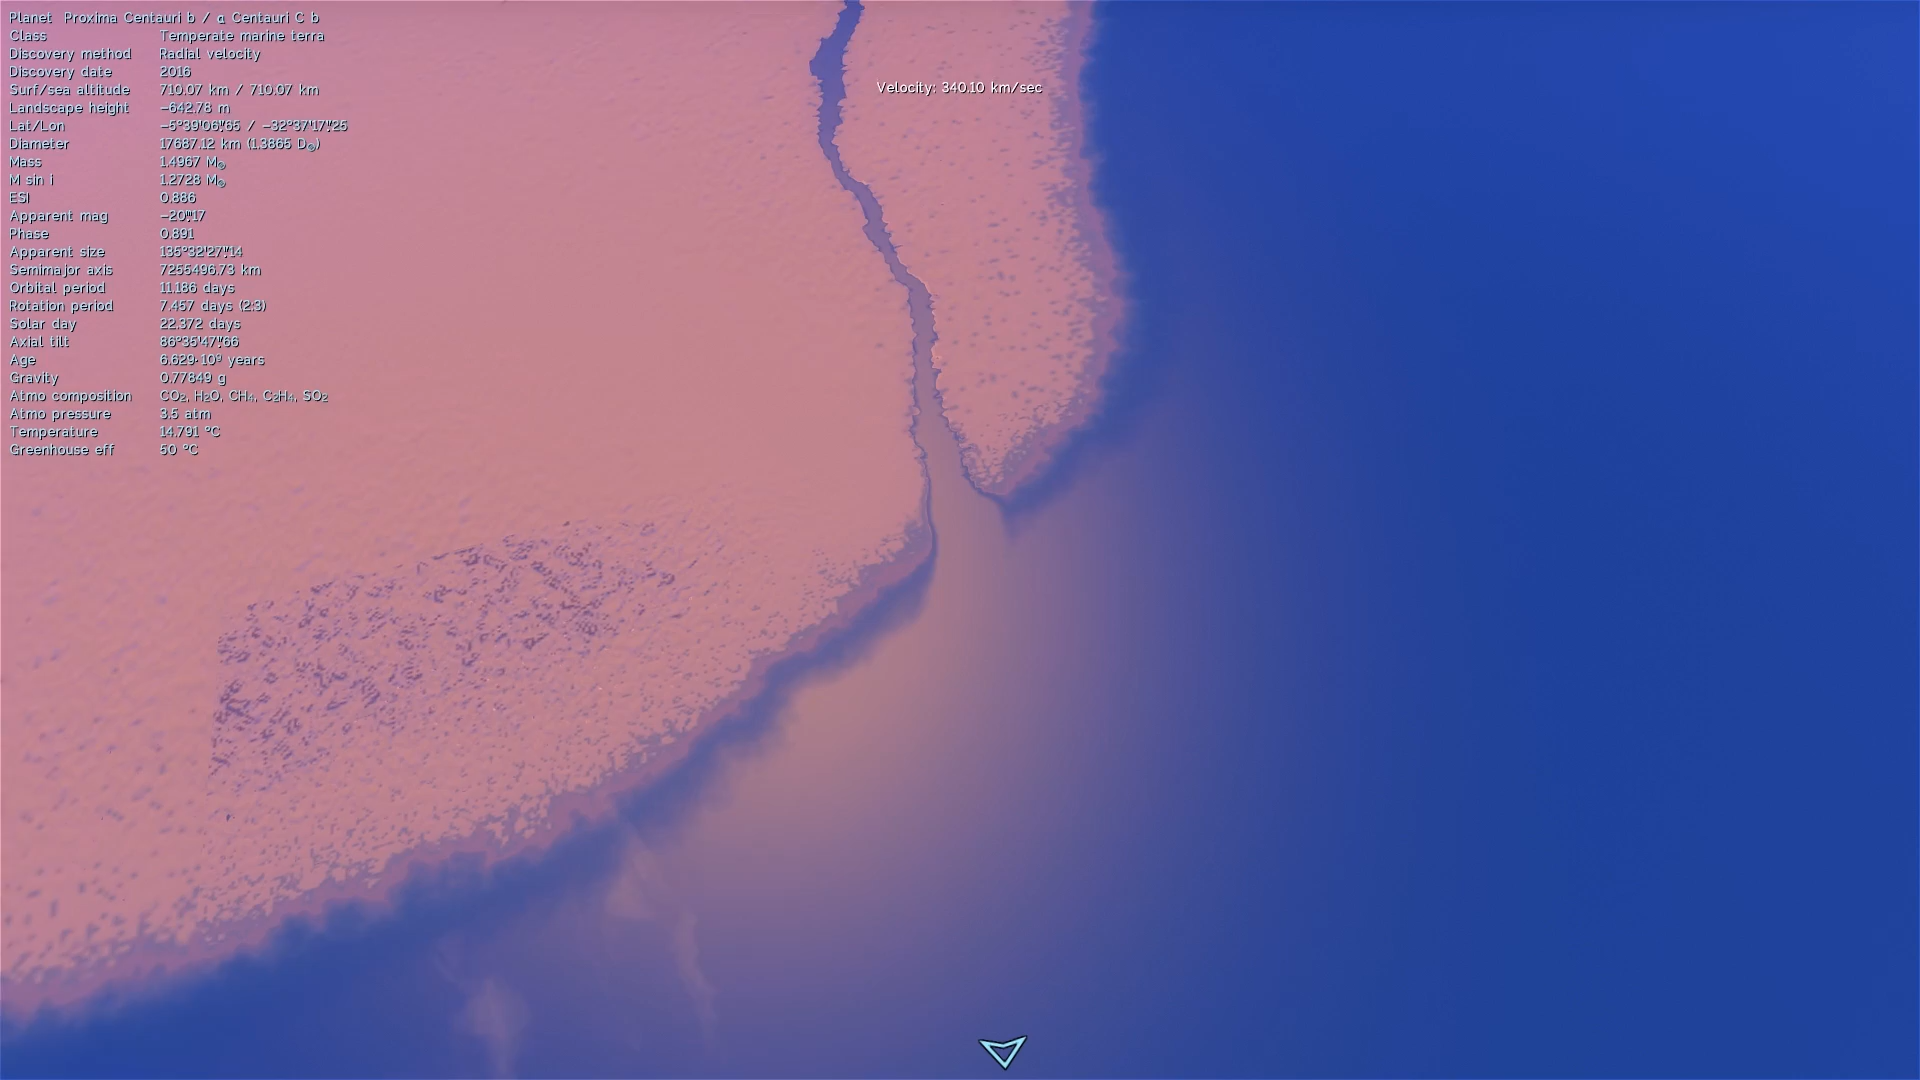 Planet Proxima Centauri b / α Centauri C b
Class Temperate marine terra
Discovery method Radial velocity
Discovery date 2016
Surf/sea altitude 710.07 km / 710.07 km
Landscape height −642.78 m
Lat/Lon −5°39'06"65 / −32°37'17"25
Diameter 17687.12 km (1.3865 D⊕)
Mass 1.4967 M⊕
M sin i 1.2728 M⊕
ESI 0.886
Apparent mag −20ᵐ17
Phase 0.891
Apparent size 135°32'27"14
Semimajor axis 7255496.73 km
Orbital period 11.186 days
Rotation period 7.457 days (2:3)
Solar day 22.372 days
Axial tilt 86°35'47"66
Age 6.629·10⁹ years
Gravity 0.77849 g
Atmo composition CO₂, H₂O, CH₄, C₂H₄, SO₂
Atmo pressure 3.5 atm
Temperature 14.791 °C
Greenhouse eff 50 °C
Velocity: 340.10 km/sec